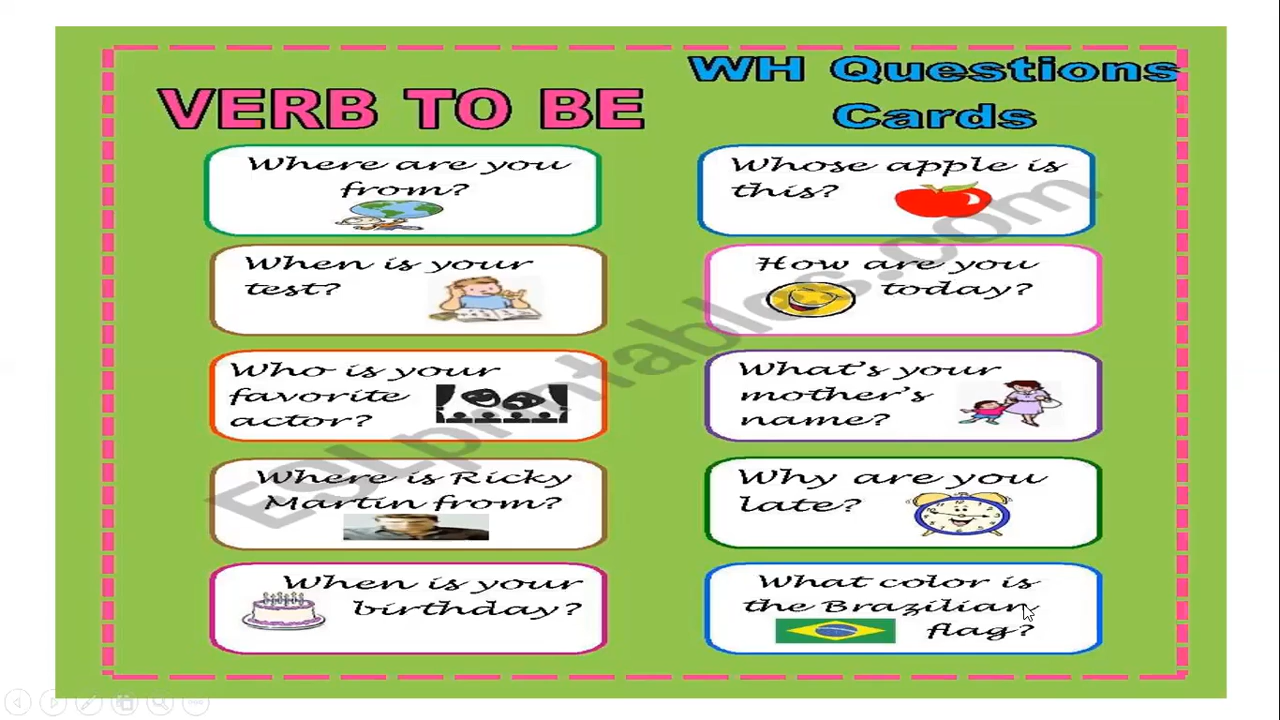 VERB TO BE
WH Questions
Cards
Where are you
from?
When is your
test?
Who is your
favorite
actor?
Where is Ricky
Martin from?
When is your
birthday?
Whose apple is
this?
How are you
today?
What's your
mother's
name?
Why are you
late?
What color is
the Brazilian
flag?
ESLprintables.com